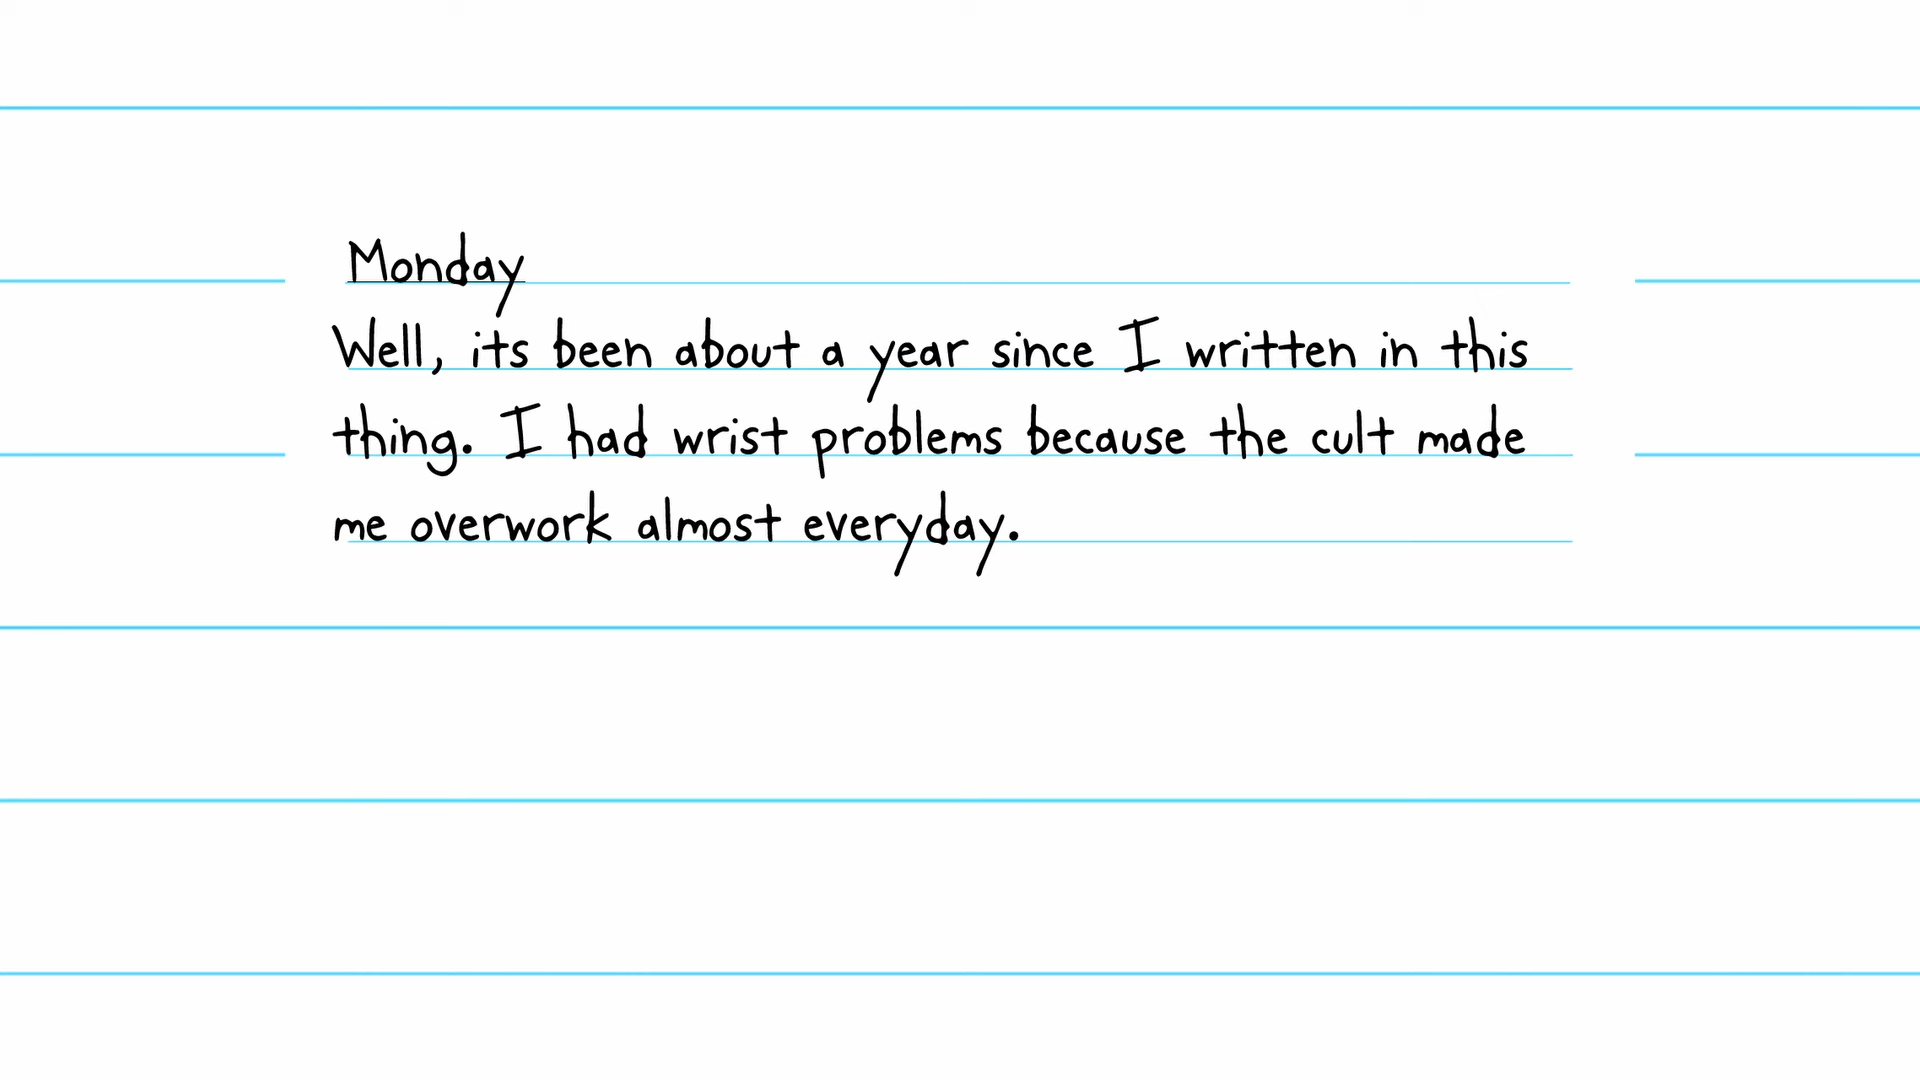 Monday
Well, its been about a year since I written in this
thing. I had wrist problems because the cult made
me overwork almost everyday.